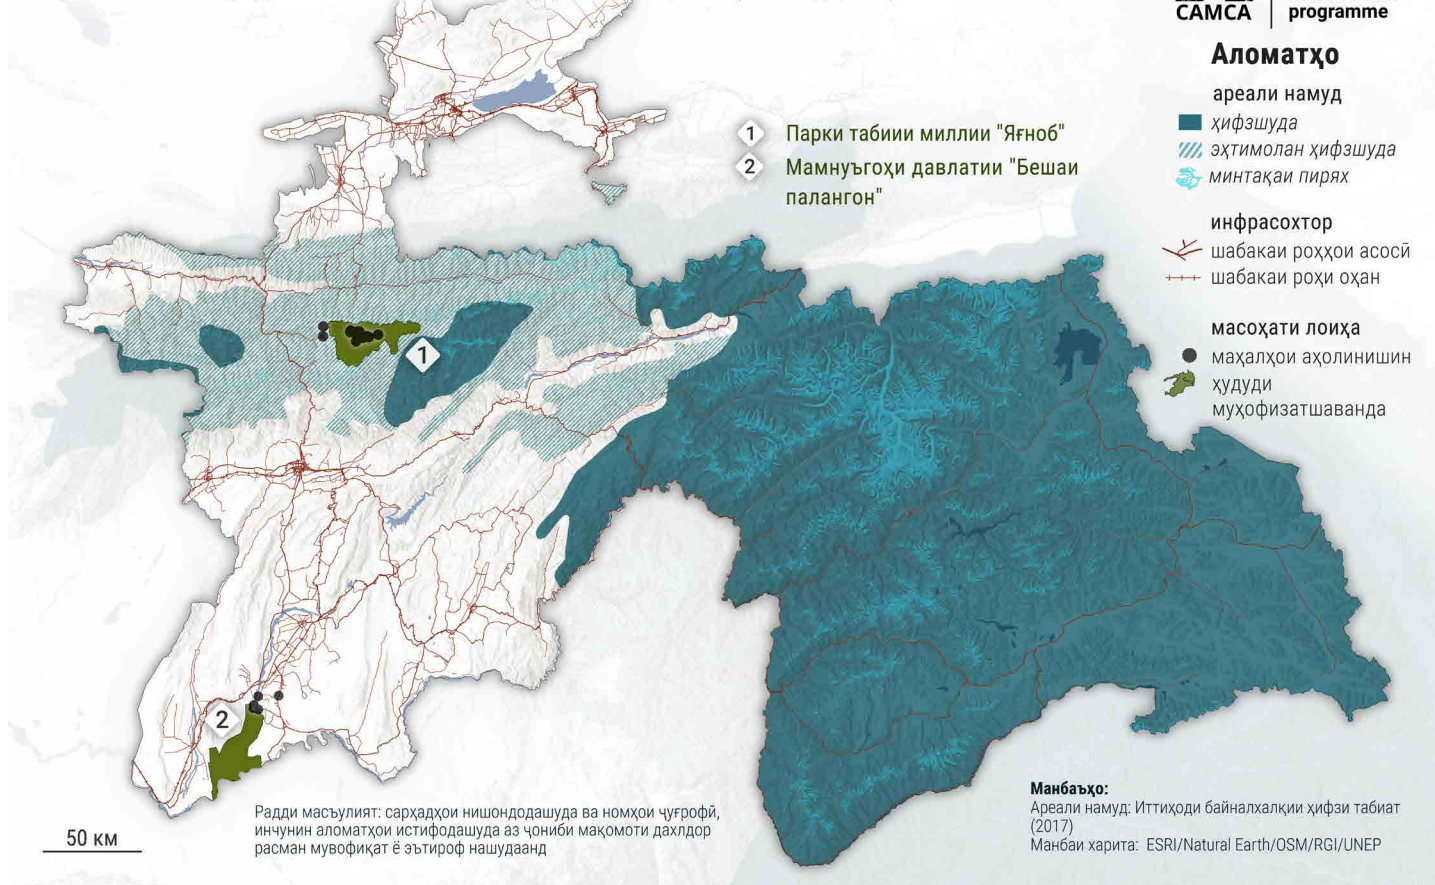 САМСА
programme
Аломатҳо
ареали намуд
ҳифзшуда
эҳтимолан ҳифзшуда
минтақаи пирях
инфрасохтор
шабакаи роҳҳои асосӣ
шабакаи роҳи оҳан
масоҳати лоиҳа
маҳалҳои аҳолинишин
ҳудуди
муҳофизатшаванда
1 Парки табиии миллии "Яғноб"
2 Мамнуъгоҳи давлатии "Бешаи
палангон"
1
2
50 км
Радди масъулият: сарҳадҳои нишондодашуда ва номҳои ҷуғрофӣ,
инчунин аломатҳои истифодашуда аз ҷониби мақомоти дахлдор
расман мувофиқат ё эътироф нашудаанд
Манбаъҳо:
Ареали намуд: Иттиҳоди байналхалқии ҳифзи табиат
(2017)
Манбаи харита: ESRI/Natural Earth/OSM/RGI/UNEP